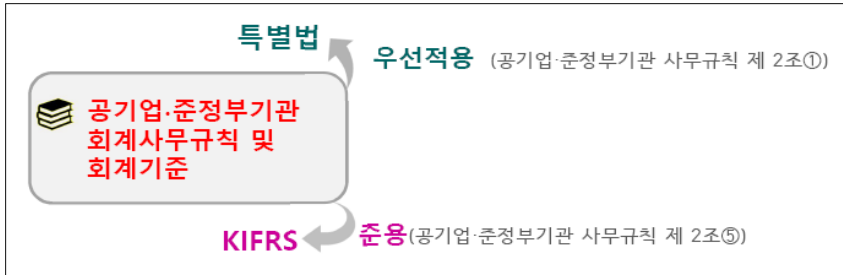 특별법
우선적용 (공기업·준정부기관 사무규칙 제 2조①)
공기업·준정부기관
회계사무규칙 및
회계기준
KIFRS 준용(공기업·준정부기관 사무규칙 제 2조⑤)